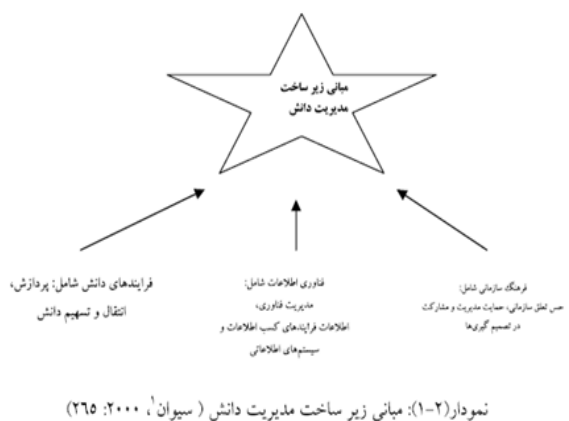 مبانی زیر ساخت
مدیریت دانش
فرهنگ سازمانی شامل:
حس تعلق سازمانی، حمایت مدیریت و مشارکت
در تصمیم گیری‌ها
فناوری اطلاعات شامل:
مدیریت فناوری،
اطلاعات فرایندهای کسب اطلاعات و
سیستم‌های اطلاعاتی
فرایندهای دانش شامل: پردازش،
انتقال و تسهیم دانش
نمودار(۲-۱): مبانی زیر ساخت مدیریت دانش ( سیوان۱، ۲۰۰۰: ۲٦٥)